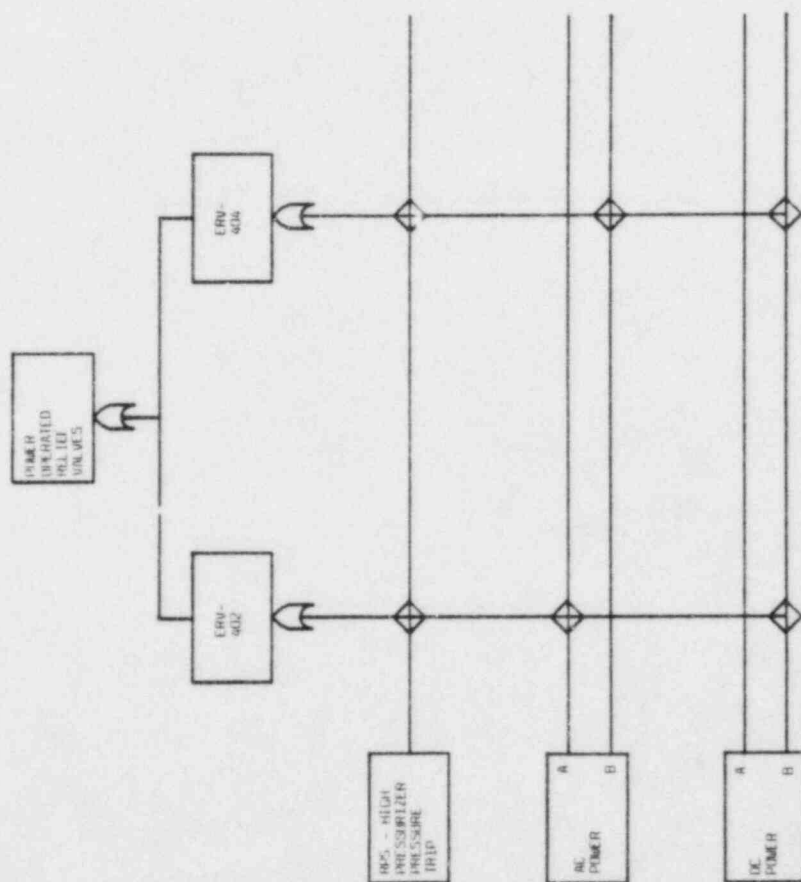 POWER
OPERATED
RELIEF
VALVES
ERV-
402
ERV-
404
RPS - HIGH
PRESSURIZER
PRESSURE
TRIP
AC
POWER
A
B
DC
POWER
A
B